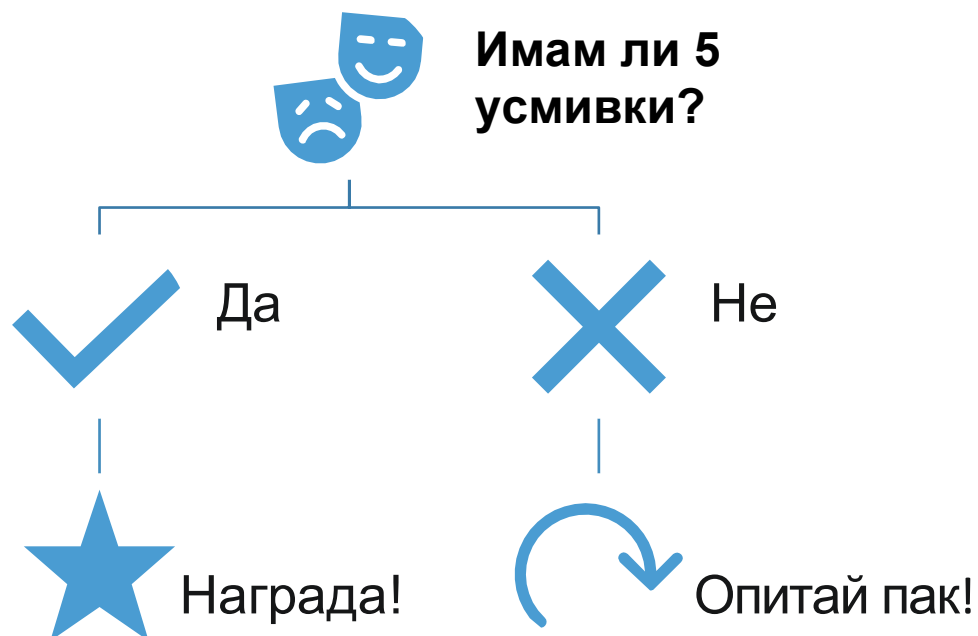 Имам ли 5
усмивки?
Да
Не
Награда!
Опитай пак!